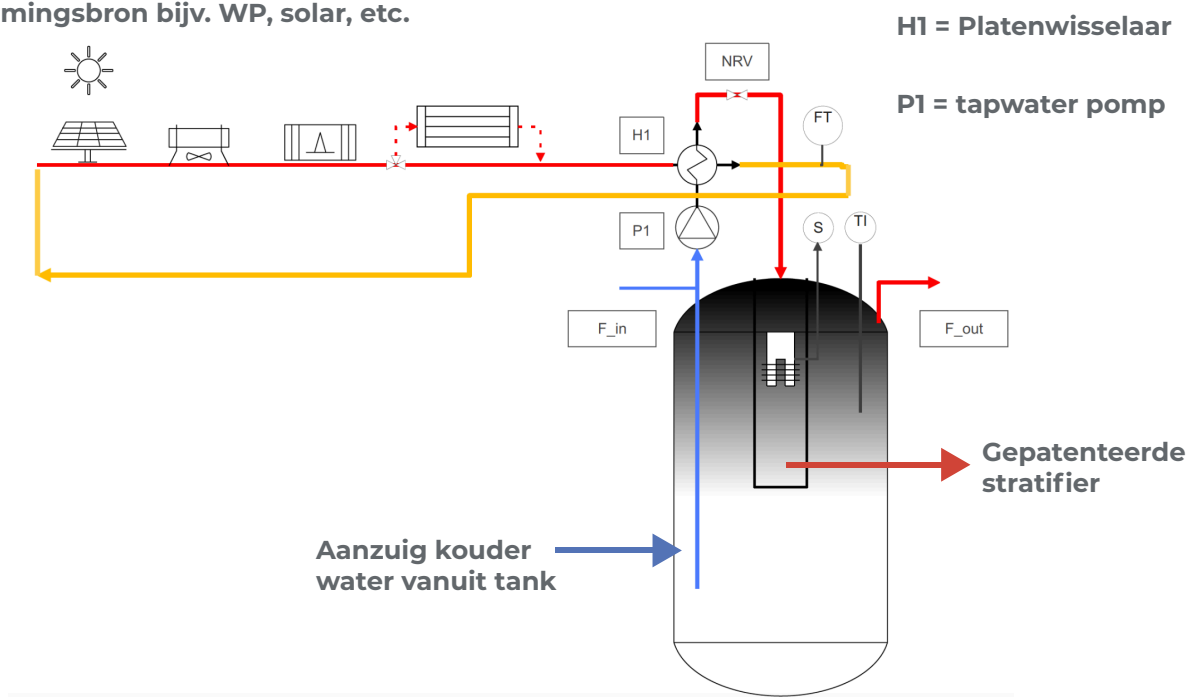 mingsbron bijv. WP, solar, etc.
H1 = Platenwisselaar
NRV
P1 = tapwater pomp
FT
H1
P1
S
TI
F_in
F_out
Gepatenteerde
stratifier
Aanzuig kouder
water vanuit tank